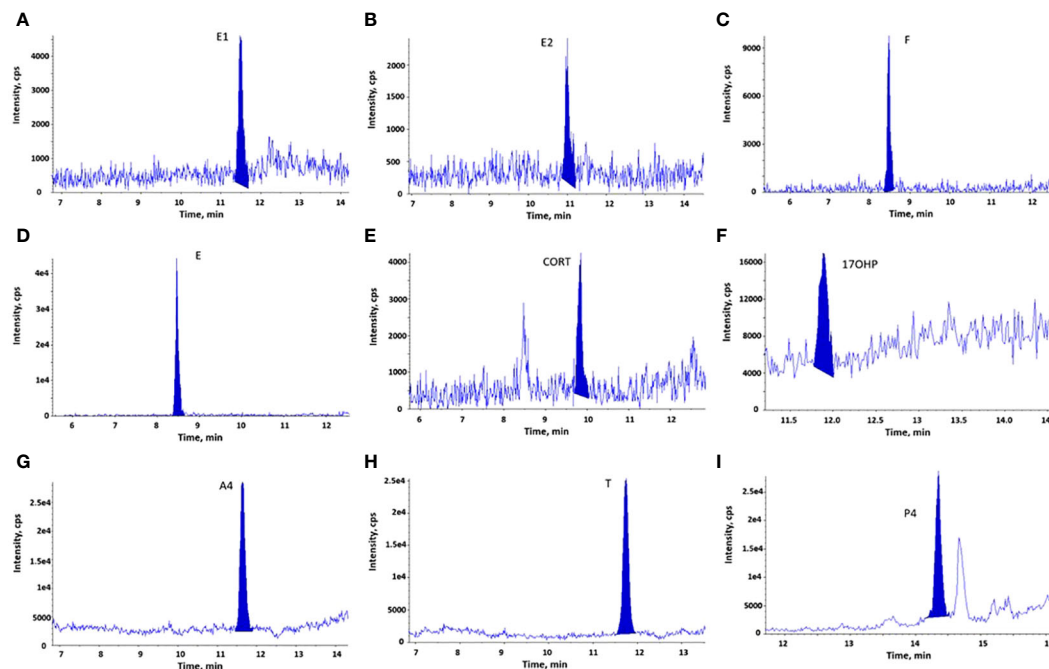 A
E1
Intensity, cps
4000
3000
2000
1000
0
7 8 9 10 11 12 13 14
Time, min
B
E2
Intensity, cps
2000
1500
1000
500
0
7 8 9 10 11 12 13 14
Time, min
C
F
Intensity, cps
9000
6000
3000
0
6 7 8 9 10 11 12
Time, min
D
E
Intensity, cps
4e4
3e4
2e4
1e4
0
6 7 8 9 10 11 12
Time, min
E
CORT
Intensity, cps
4000
3000
2000
1000
0
6 7 8 9 10 11 12
Time, min
F
17OHP
Intensity, cps
16000
12000
8000
4000
0
11.5 12.0 12.5 13.0 13.5 14.0 14.
Time, min
G
A4
Intensity, cps
2.5e4
2e4
1.5e4
1e4
5000
0
7 8 9 10 11 12 13 14
Time, min
H
T
Intensity, cps
2.5e4
2e4
1.5e4
1e4
5000
0
7 8 9 10 11 12 13
Time, min
I
P4
Intensity, cps
2.5e4
2e4
1.5e4
1e4
5000
0
12 13 14 15 1
Time, min